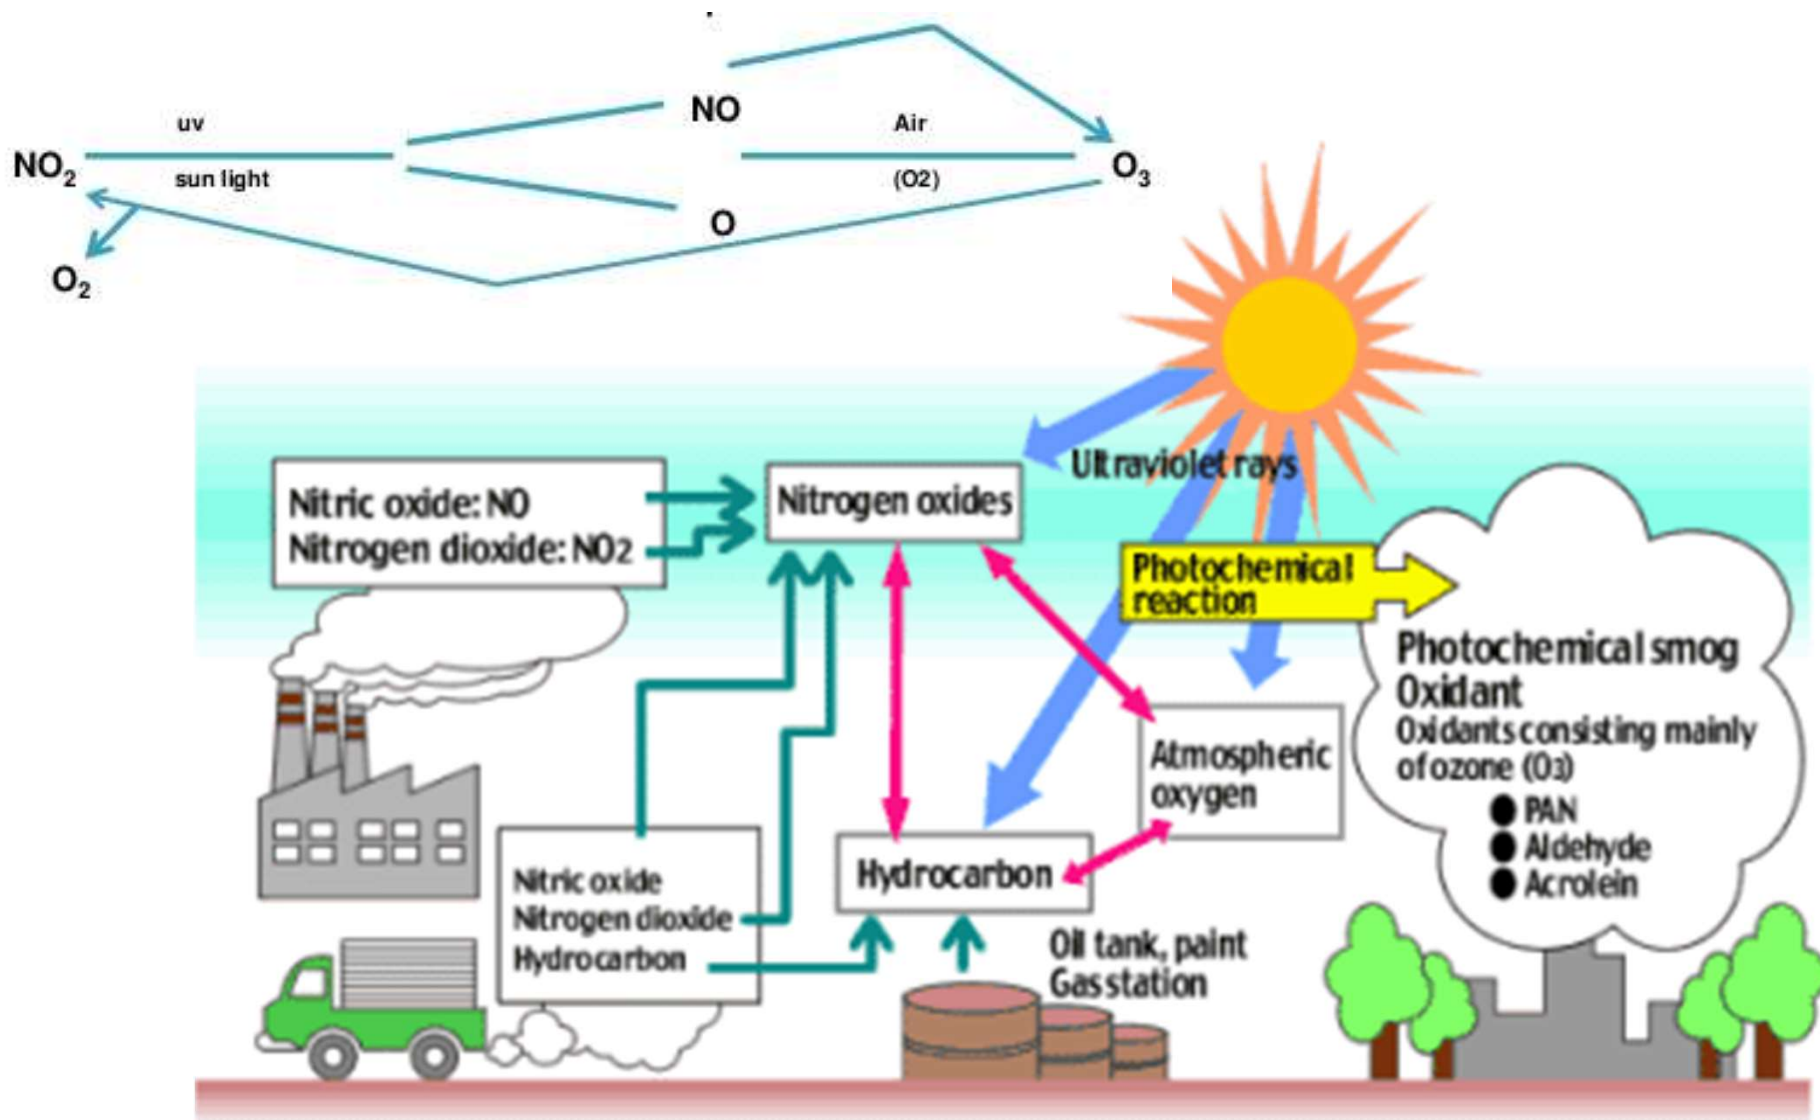 NO
uv
Air
NO2
sun light
(O2)
O3
O
O2
Ultraviolet rays
Nitric oxide: NO
Nitrogen dioxide: NO2
Nitrogen oxides
Photochemical
reaction
Photochemical smog
Oxidant
Oxidants consisting mainly
of ozone (O3)
● PAN
● Aldehyde
● Acrolein
Atmospheric
oxygen
Hydrocarbon
Nitric oxide
Nitrogen dioxide
Hydrocarbon
Oil tank, paint
Gas station